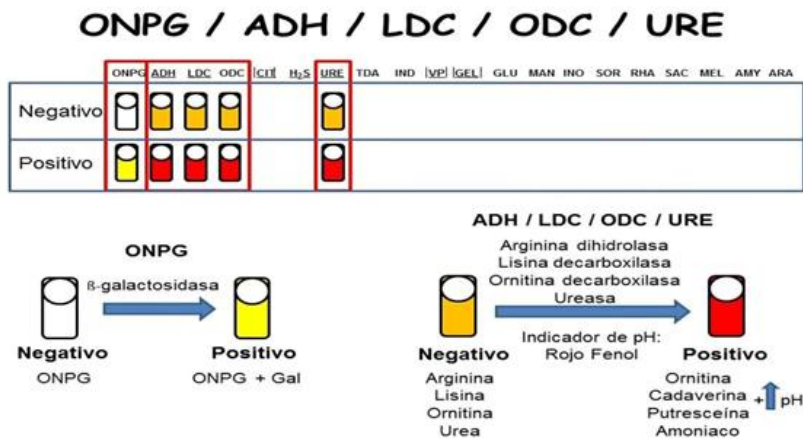 ONPG / ADH / LDC / ODC / URE
ONPG ADH LDC ODC |CIT| H₂S URE TDA IND |VP| |GEL| GLU MAN INO SOR RHA SAC MEL AMY ARA
Negativo
Positivo
ONPG
ß-galactosidasa
Negativo
Positivo
ONPG
ONPG + Gal
ADH / LDC / ODC / URE
Arginina dihidrolasa
Lisina decarboxilasa
Ornitina decarboxilasa
Ureasa
Indicador de pH:
Rojo Fenol
Negativo
Arginina
Lisina
Ornitina
Urea
Positivo
Ornitina
Cadaverina
Putresceína
Amoniaco
+ pH